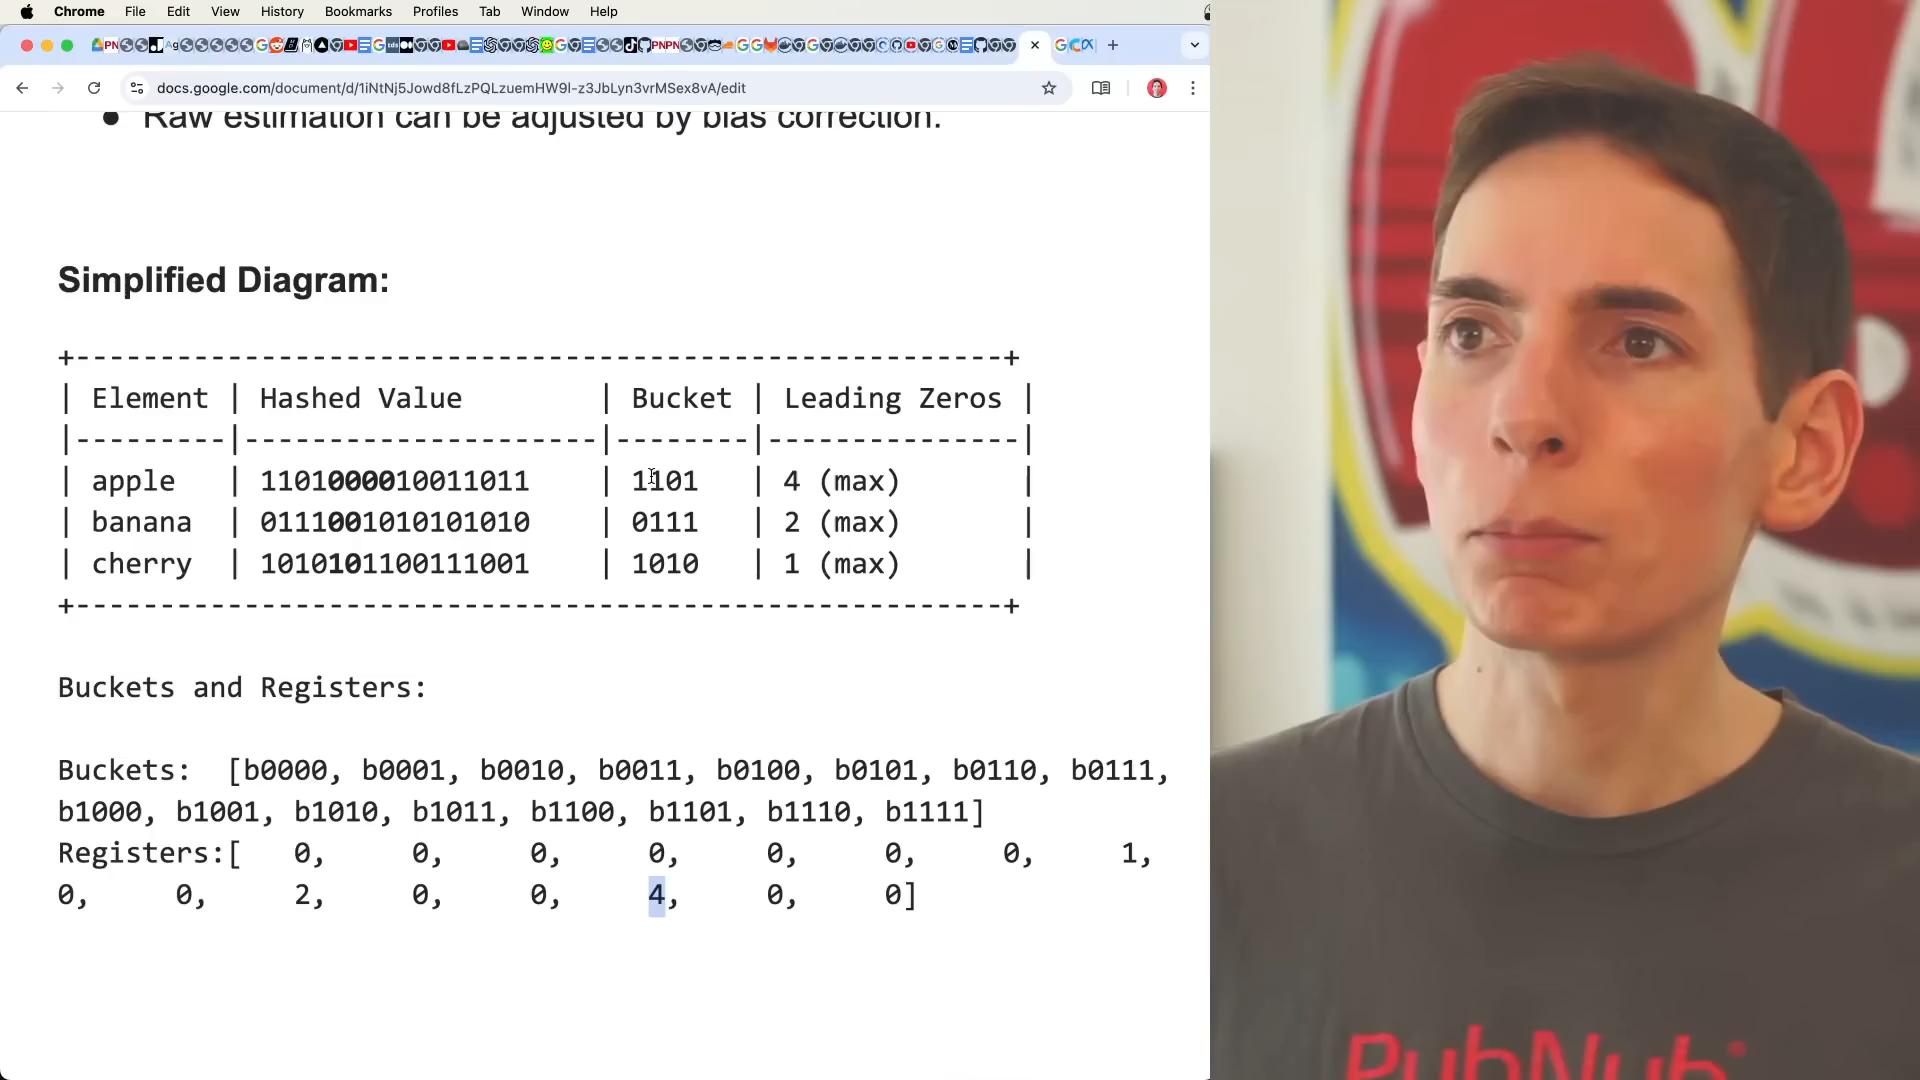 Chrome File Edit View History Bookmarks Profiles Tab Window Help
docs.google.com/document/d/1iNtNj5Jowd8fLzPQLzuemHW9l-z3JbLyn3vrMSex8vA/edit
● Raw estimation can be adjusted by bias correction.
Simplified Diagram:
+-------------------------------------------------------+
| Element | Hashed Value | Bucket | Leading Zeros |
|---------|---------------------|--------|---------------|
| apple | 1101000010011011 | 1101 | 4 (max) |
| banana | 0111001010101010 | 0111 | 2 (max) |
| cherry | 1010101100111001 | 1010 | 1 (max) |
+-------------------------------------------------------+
Buckets and Registers:
Buckets: [b0000, b0001, b0010, b0011, b0100, b0101, b0110, b0111,
b1000, b1001, b1010, b1011, b1100, b1101, b1110, b1111]
Registers:[ 0, 0, 0, 0, 0, 0, 0, 1,
0, 0, 2, 0, 0, 4, 0, 0]
PubNub